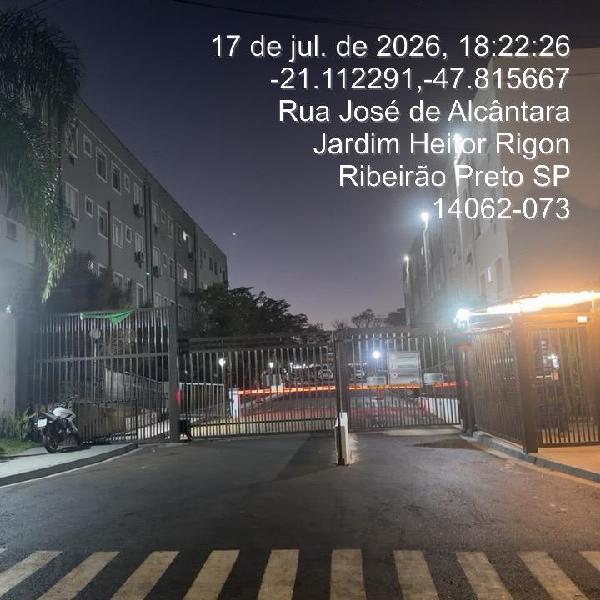 17 de jul. de 2026, 18:22:26
-21.112291,-47.815667
Rua José de Alcântara
Jardim Heitor Rigon
Ribeirão Preto SP
14062-073